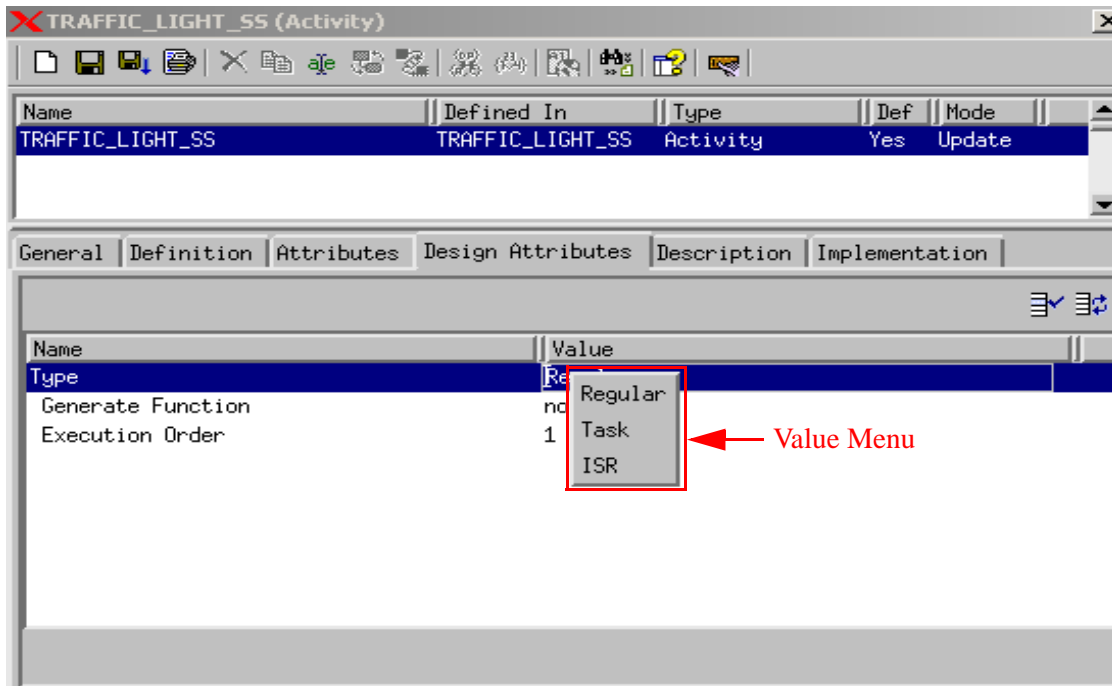 TRAFFIC_LIGHT_SS (Activity)
Name Defined In Type Def Mode
TRAFFIC_LIGHT_SS TRAFFIC_LIGHT_SS Activity Yes Update
General Definition Attributes Design Attributes Description Implementation
Name Value
Type
Generate Function
Execution Order 1
Regular
Task
ISR
Value Menu